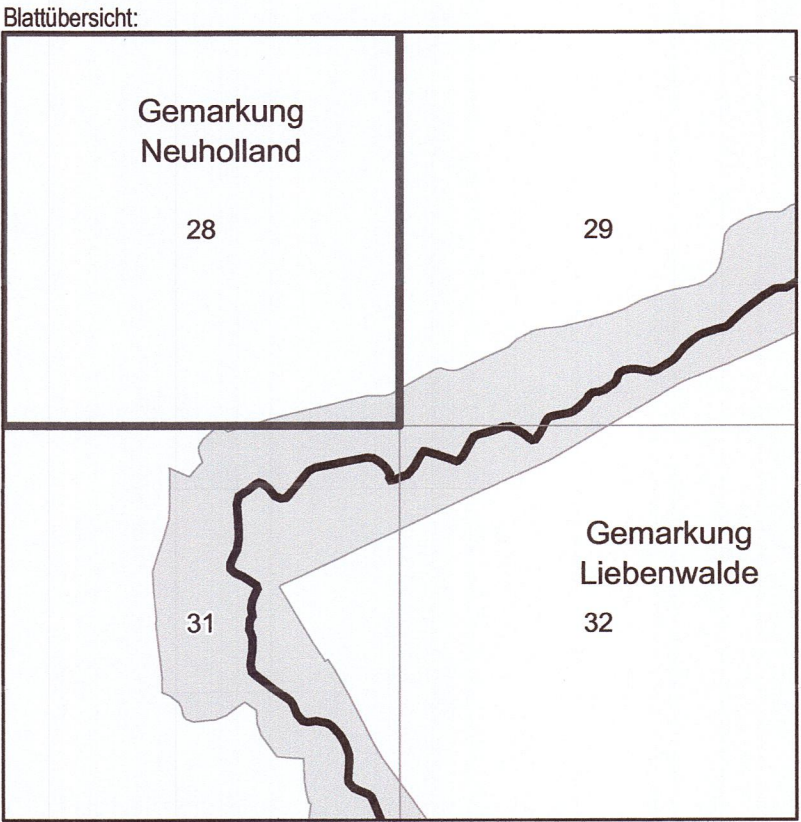 Blattübersicht:
Gemarkung
Neuholland
28
29
Gemarkung
Liebenwalde
31
32